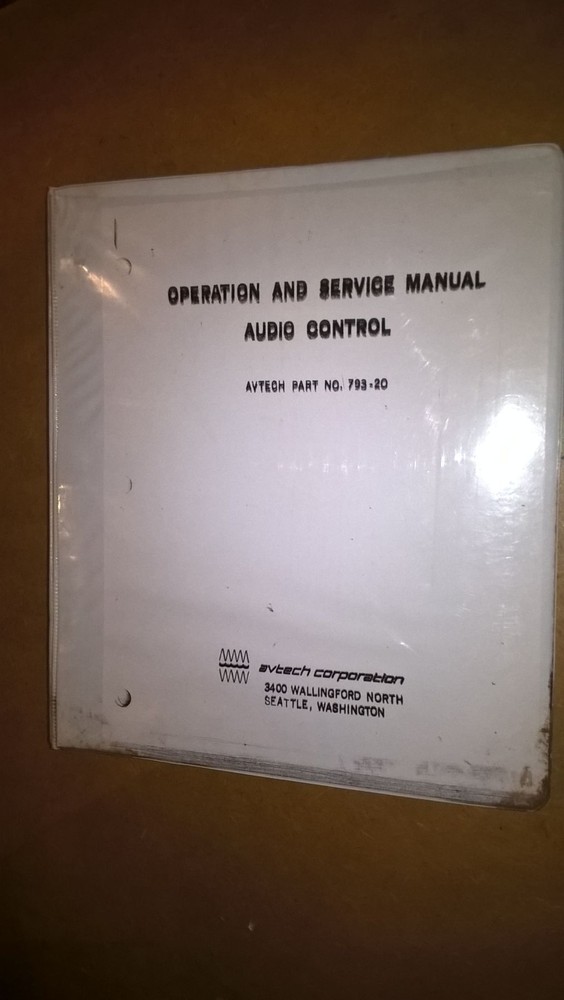 OPERATION AND SERVICE MANUAL
AUDIO CONTROL
AVTECH PART NO. 793-20
avtech corporation
3400 WALLINGFORD NORTH
SEATTLE, WASHINGTON